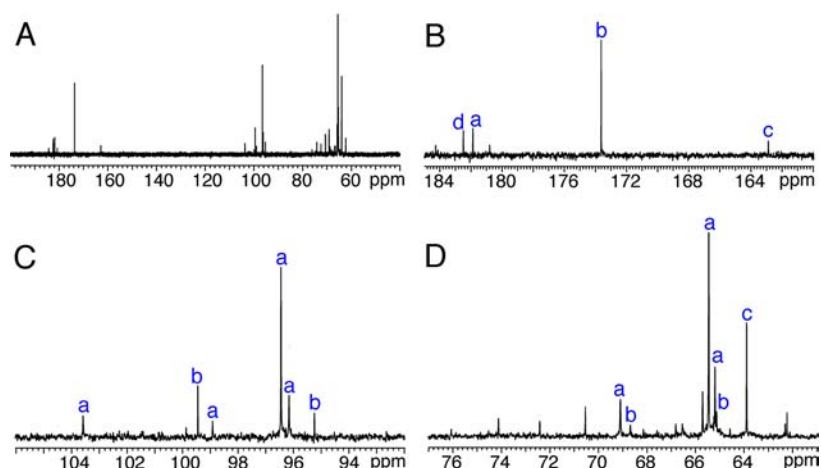 A
180 160 140 120 100 80 60 ppm
B
b
d a
c
184 180 176 172 168 164 ppm
C
a
b
a a a b
104 102 100 98 96 94 ppm
D
a
c
a a
b b
76 74 72 70 68 66 64 ppm